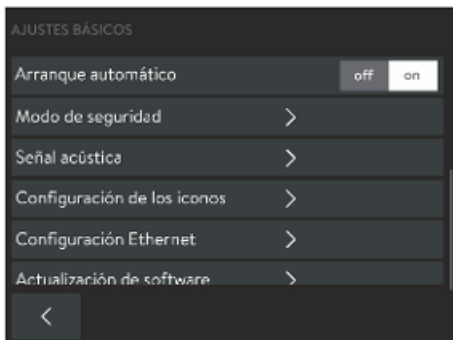 AJUSTES BÁSICOS
Arranque automático off on
Modo de seguridad
Señal acústica
Configuración de los iconos
Configuración Ethernet
Actualización de software